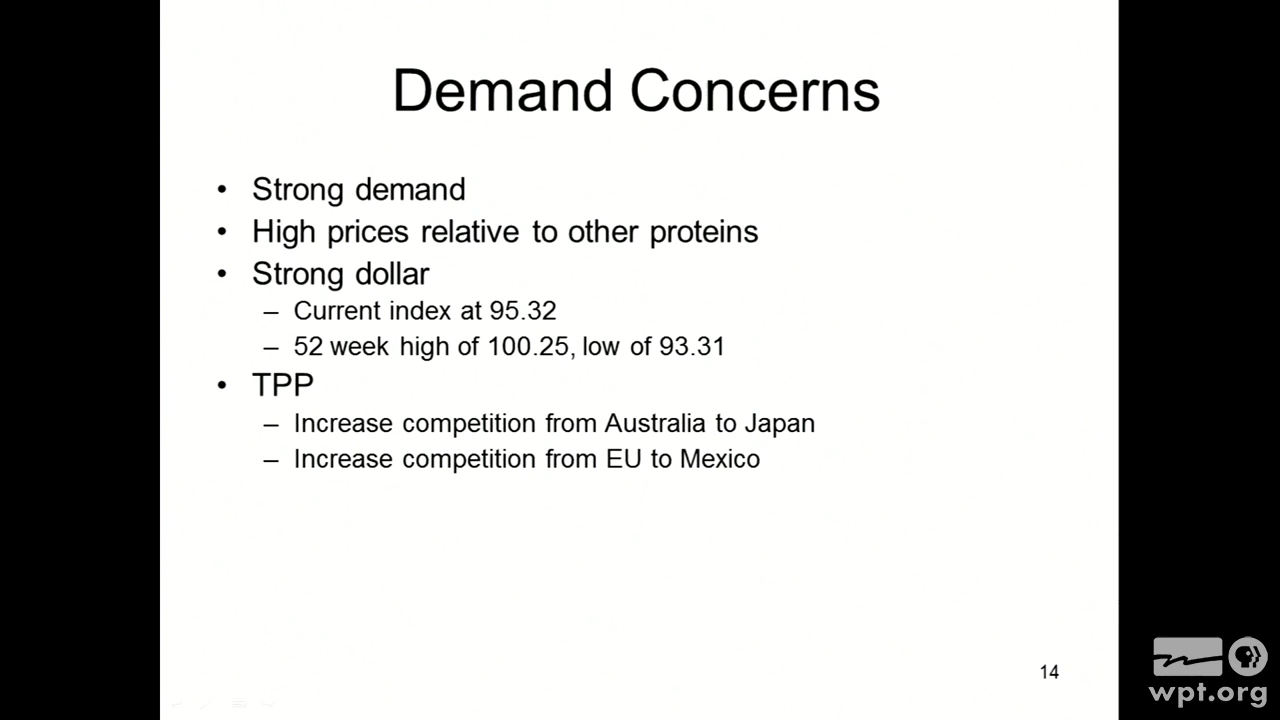 Demand Concerns
• Strong demand
• High prices relative to other proteins
• Strong dollar
– Current index at 95.32
– 52 week high of 100.25, low of 93.31
• TPP
– Increase competition from Australia to Japan
– Increase competition from EU to Mexico
14
wpt.org